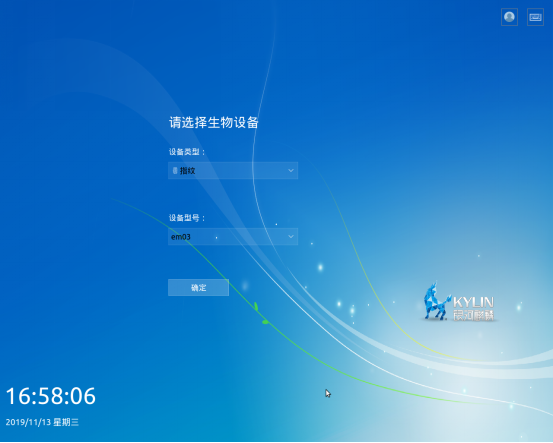 请选择生物设备
设备类型：
指纹
设备型号：
em03
确定
KYLIN
银河麒麟
16:58:06
2019/11/13 星期三